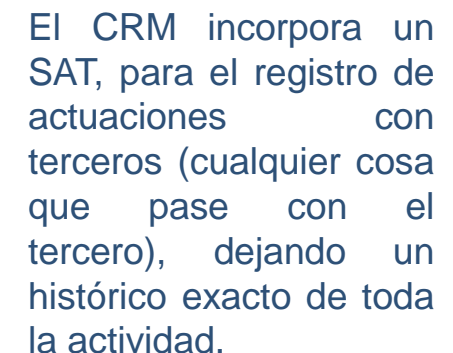 El CRM incorpora un
SAT, para el registro de
actuaciones con
terceros (cualquier cosa
que pase con el
tercero), dejando un
histórico exacto de toda
la actividad.